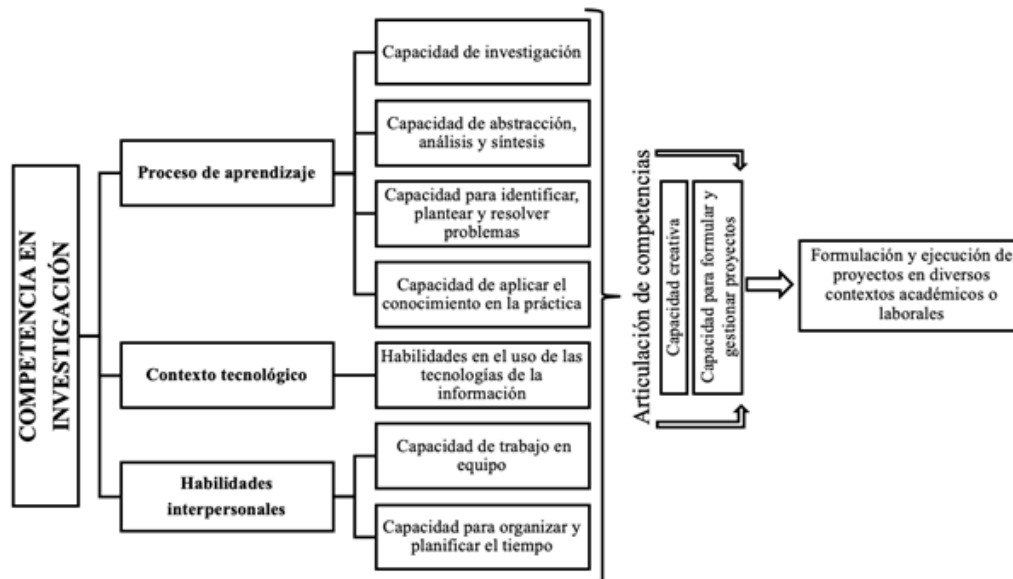 COMPETENCIA EN
INVESTIGACIÓN
Proceso de aprendizaje
Capacidad de investigación
Capacidad de abstracción,
análisis y síntesis
Capacidad para identificar,
plantear y resolver
problemas
Capacidad de aplicar el
conocimiento en la práctica
Contexto tecnológico
Habilidades en el uso de las
tecnologías de la
información
Habilidades
interpersonales
Capacidad de trabajo en
equipo
Capacidad para organizar y
planificar el tiempo
Articulación de competencias
Capacidad creativa
Capacidad para formular y
gestionar proyectos
Formulación y ejecución de
proyectos en diversos
contextos académicos o
laborales